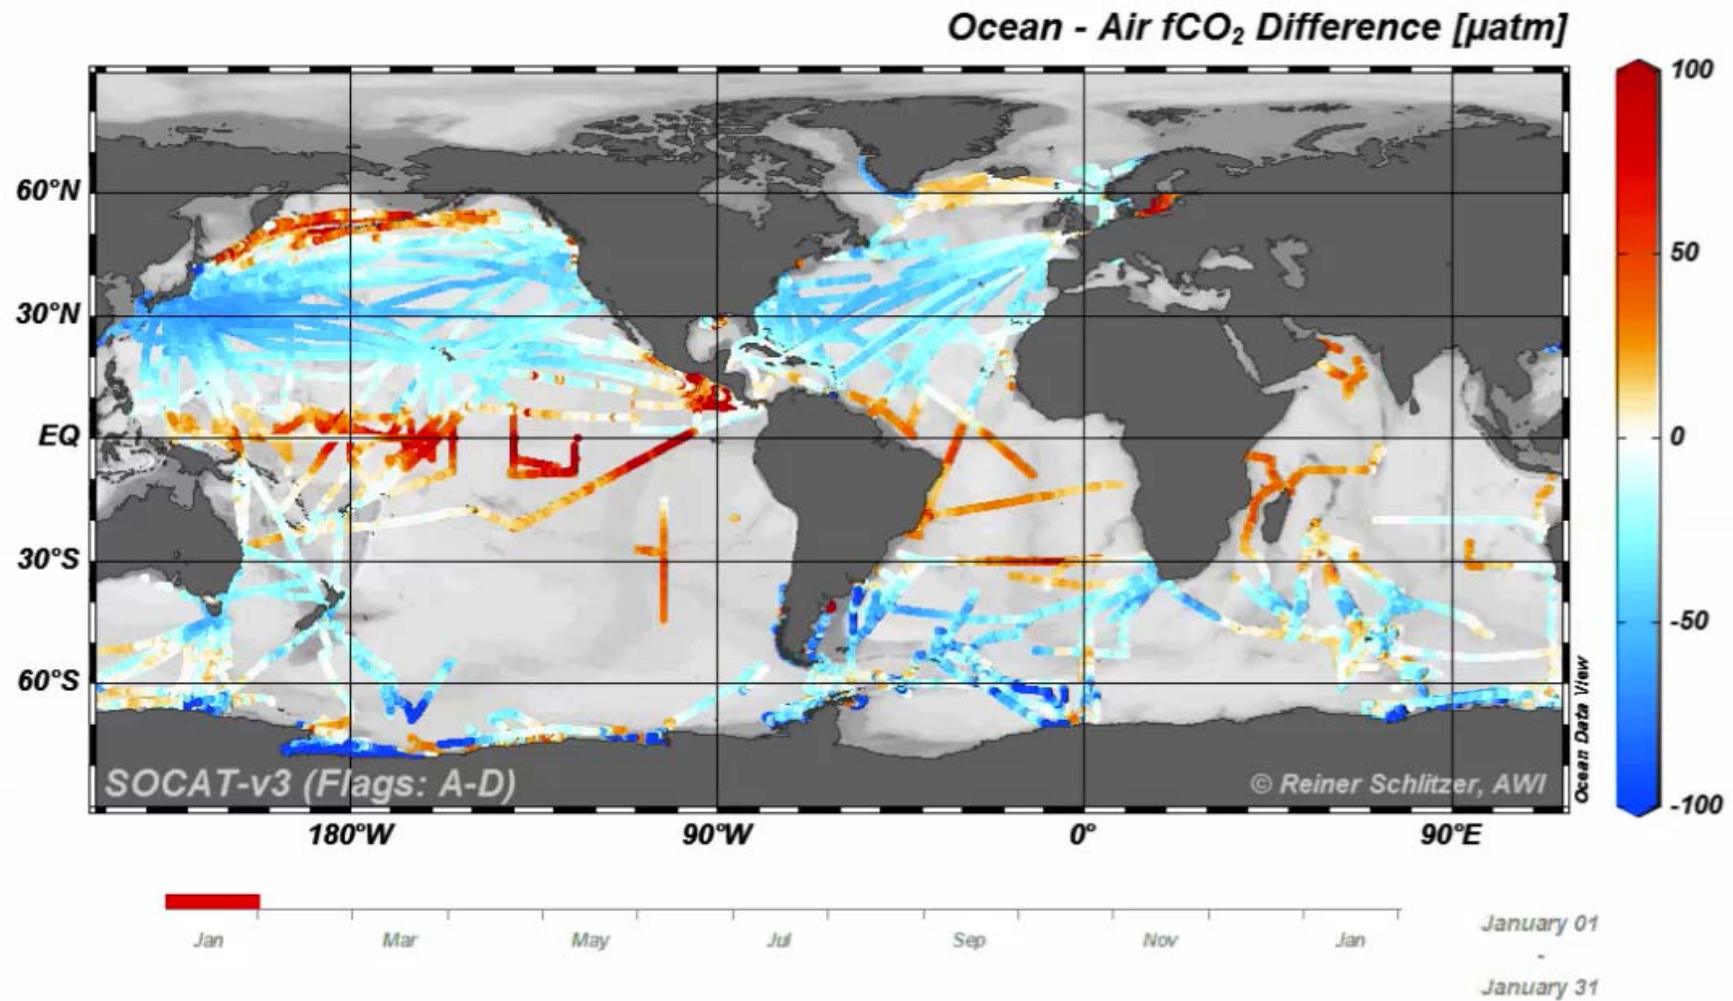 Ocean - Air fCO₂ Difference [µatm]
100
60°N
50
30°N
EQ
0
30°S
-50
60°S
Ocean Data View
SOCAT-v3 (Flags: A-D)
© Reiner Schlitzer, AWI
-100
180°W 90°W 0° 90°E
Jan Mar May Jul Sep Nov Jan
January 01
-
January 31